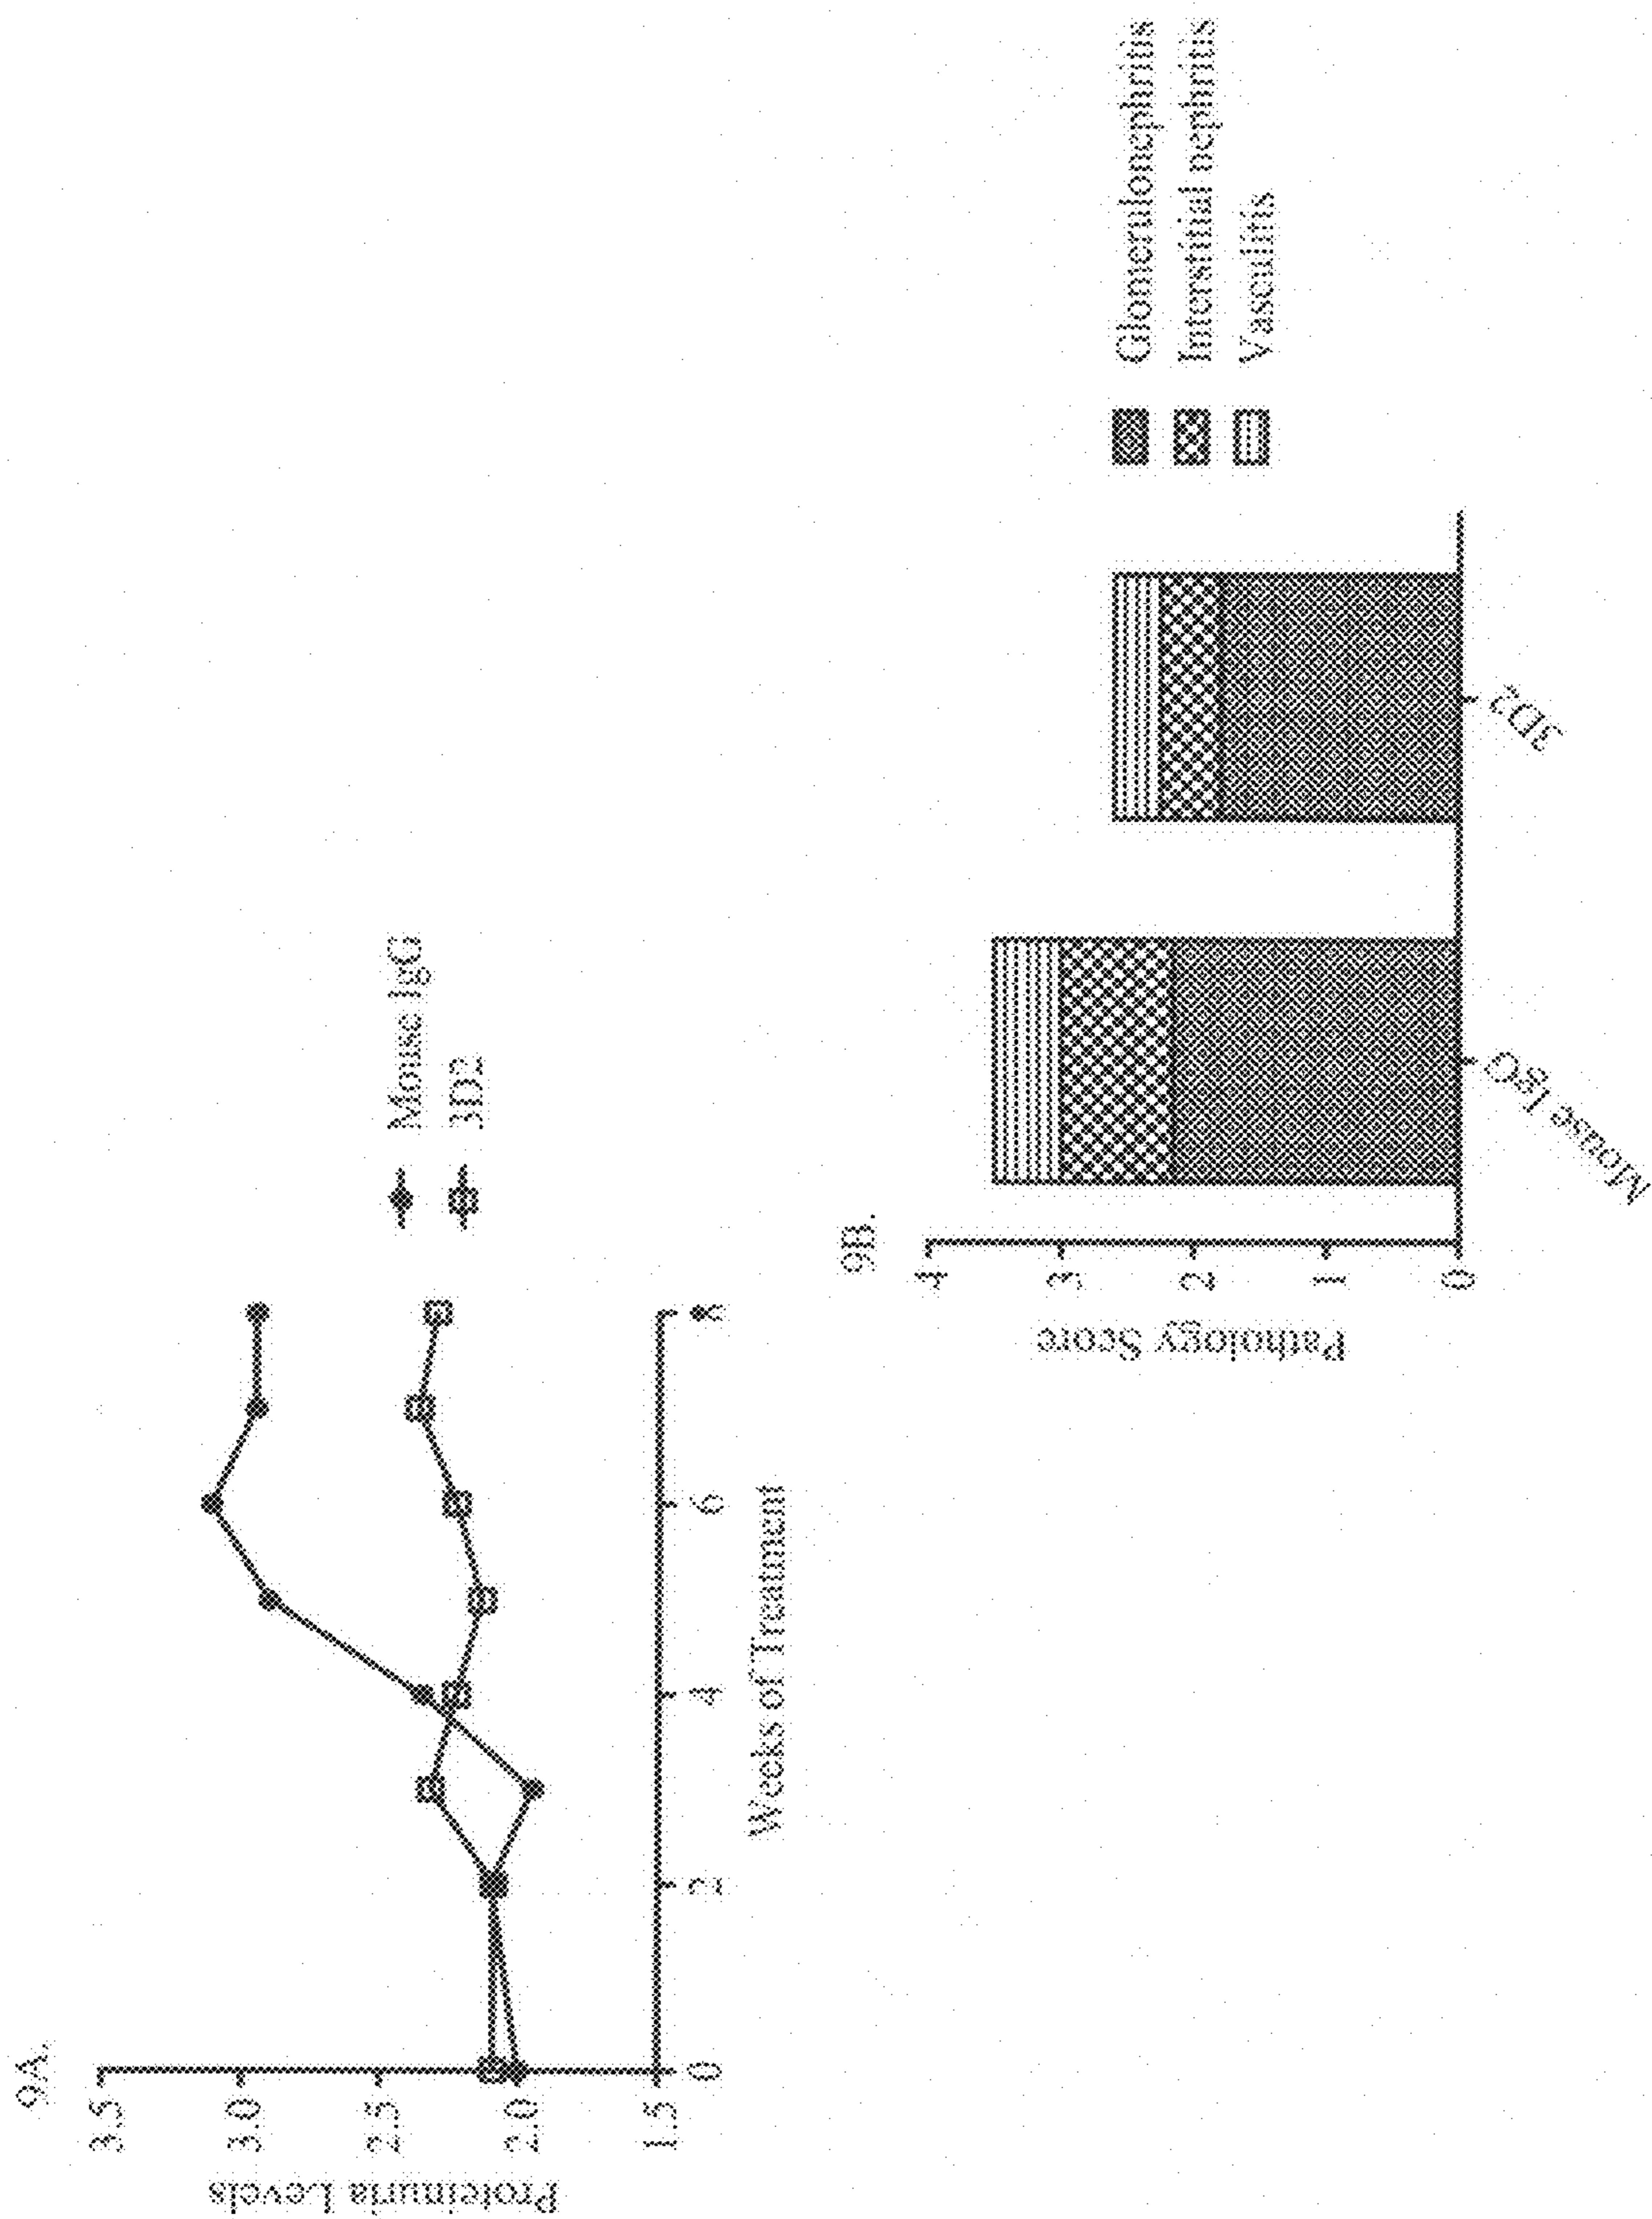 9A.
Proteinuria Levels
3.5
3.0
2.5
2.0
1.5
0
2
4
6
8
Weeks of Treatment
Mouse IgG
3D2
9B.
Pathology Score
4
3
2
1
0
Mouse IgG
3D2
Glomerulonephritis
Interstitial nephritis
Vasculitis